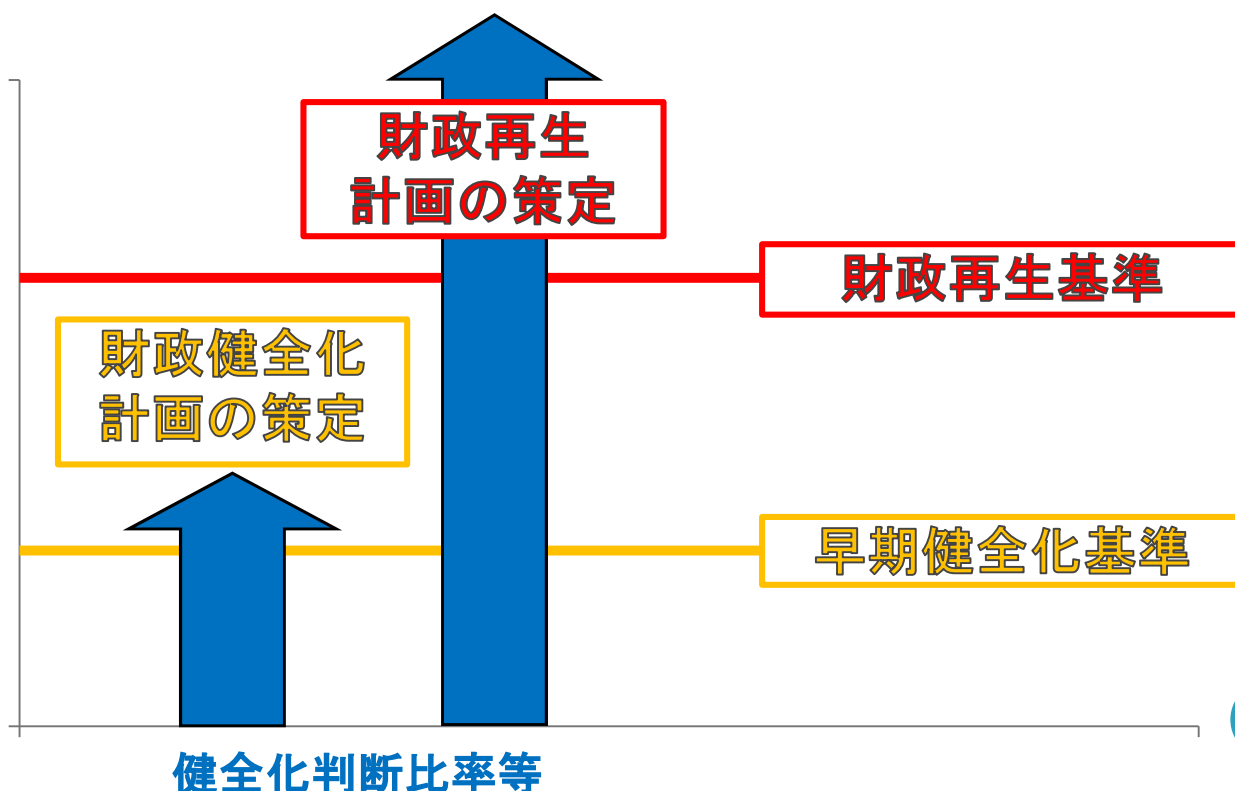 財政再生
計画の策定
財政再生基準
財政健全化
計画の策定
早期健全化基準
健全化判断比率等